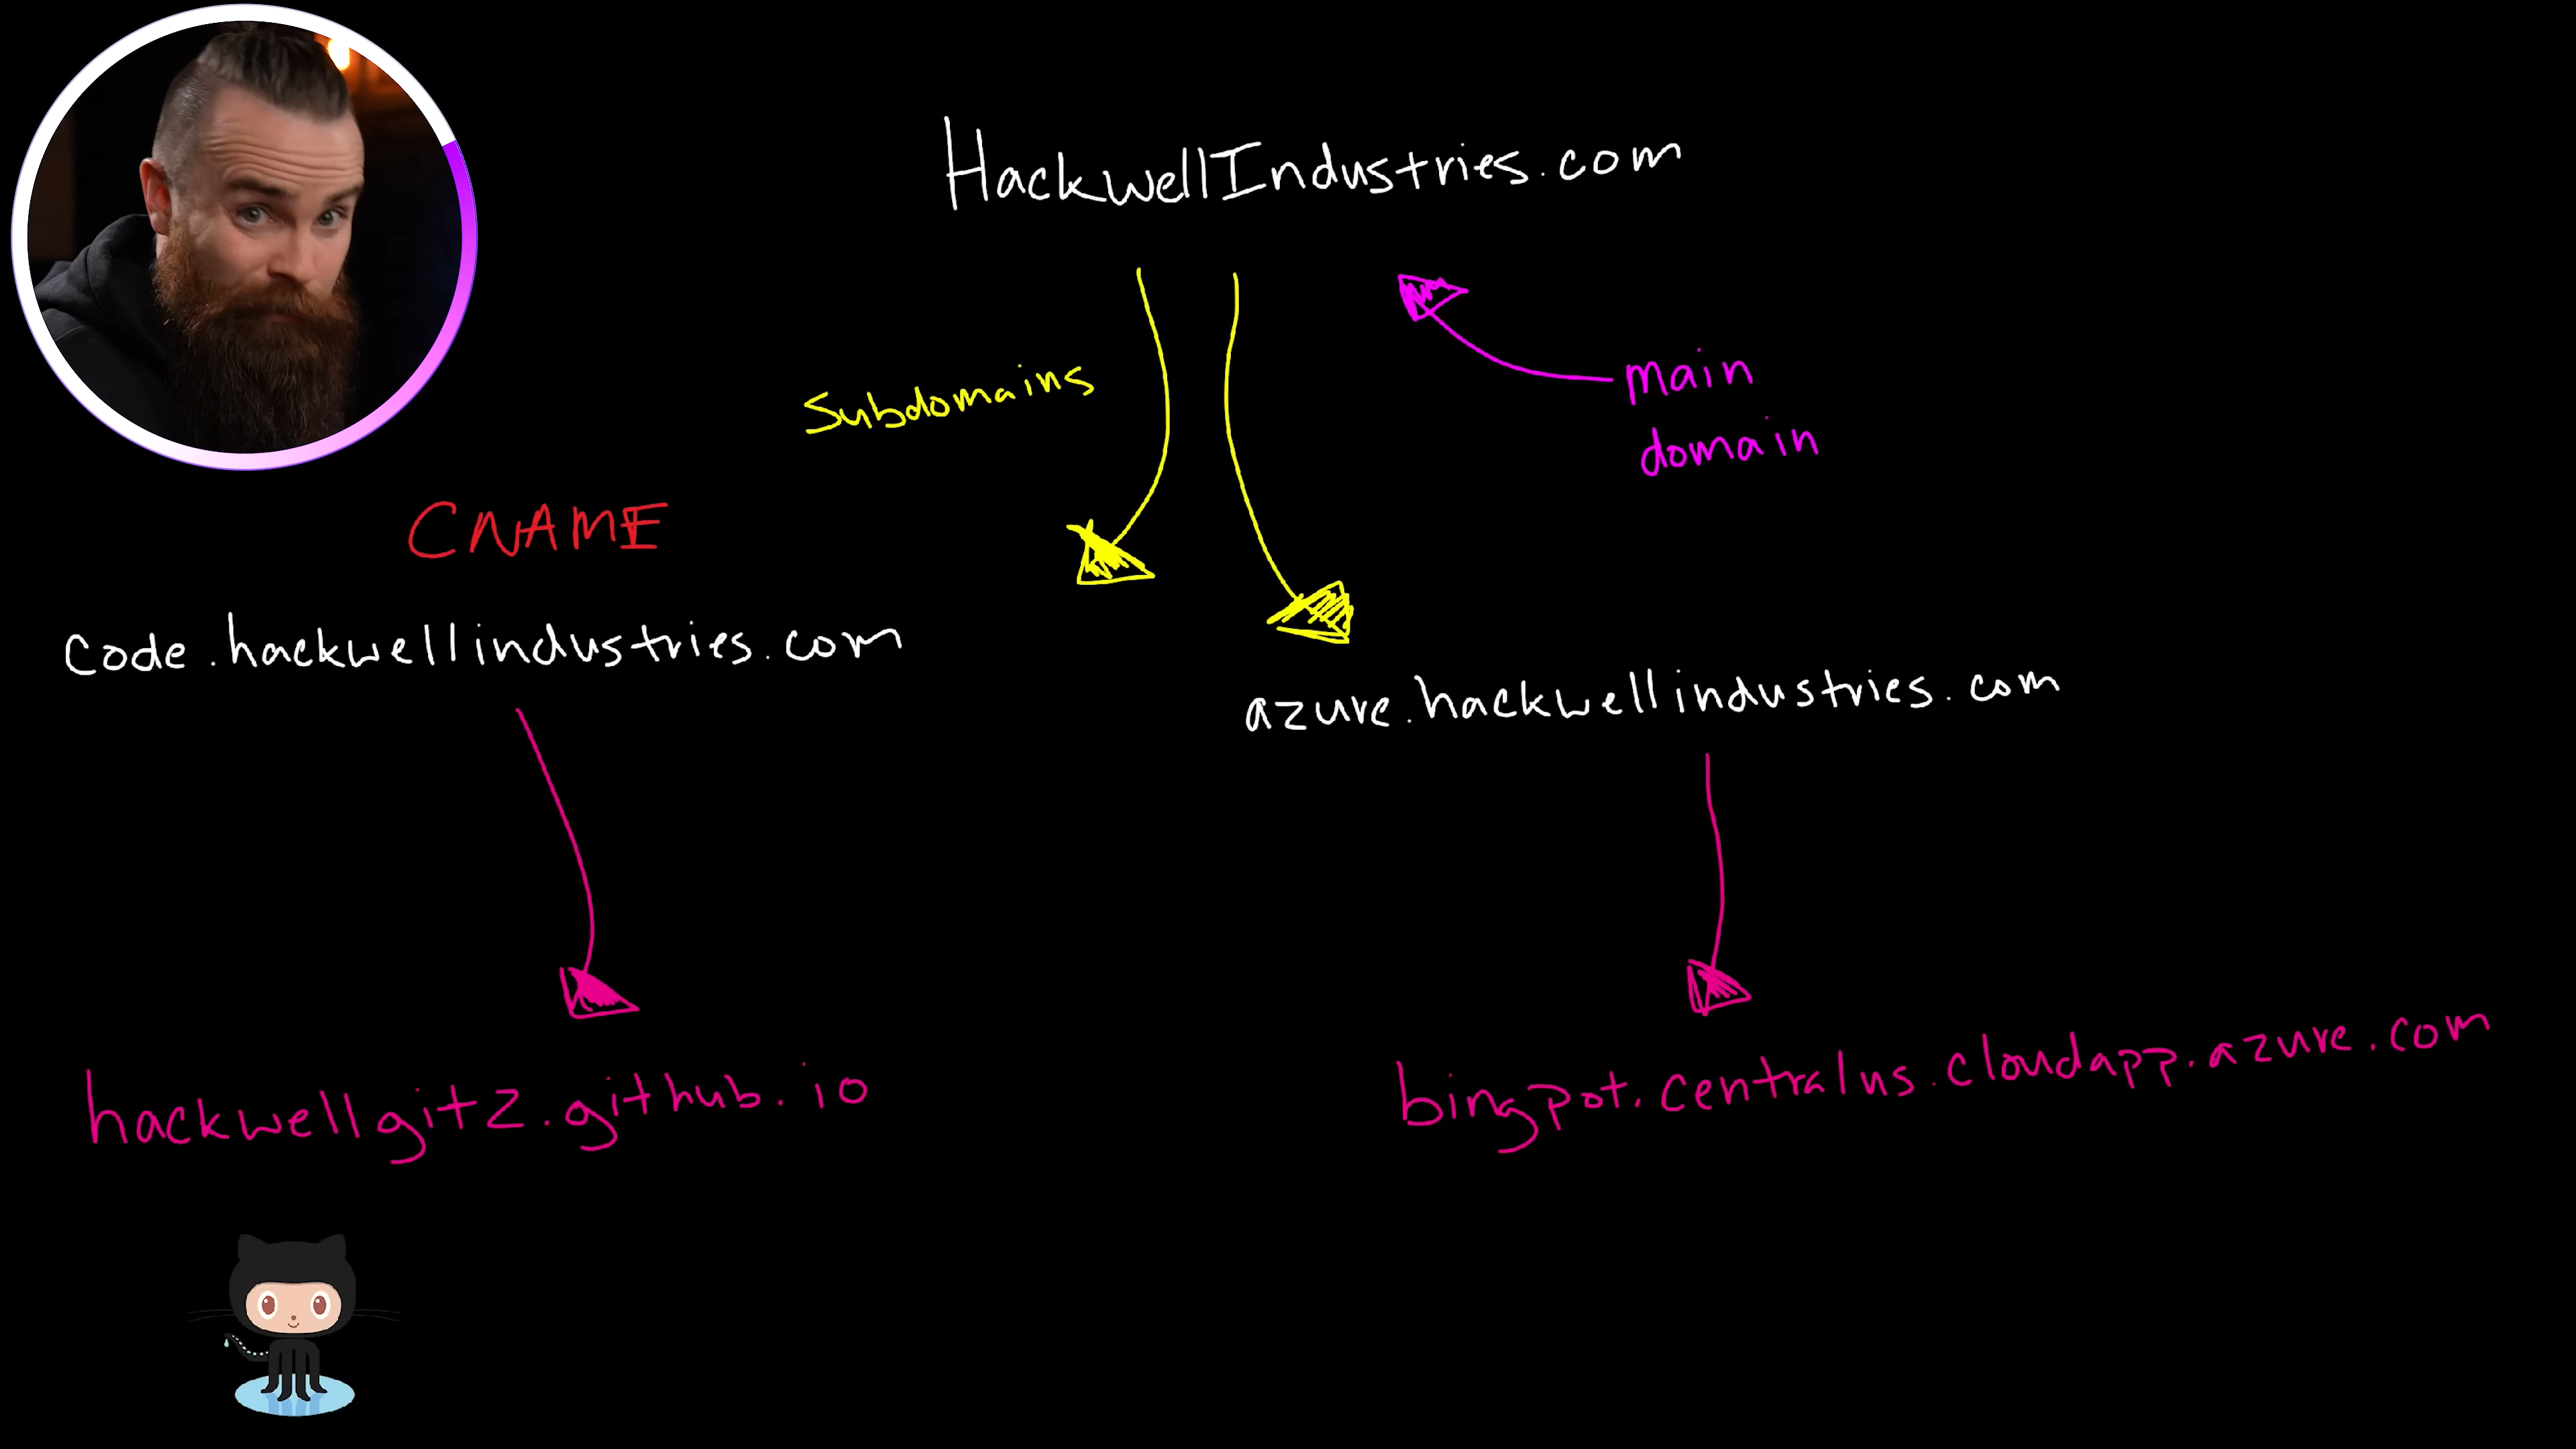 HackwellIndustries.com
Subdomains
main
domain
CNAME
code.hackwellindustries.com
azure.hackwellindustries.com
hackwellgitz.github.io
bingpot.centralus.cloudapp.azure.com